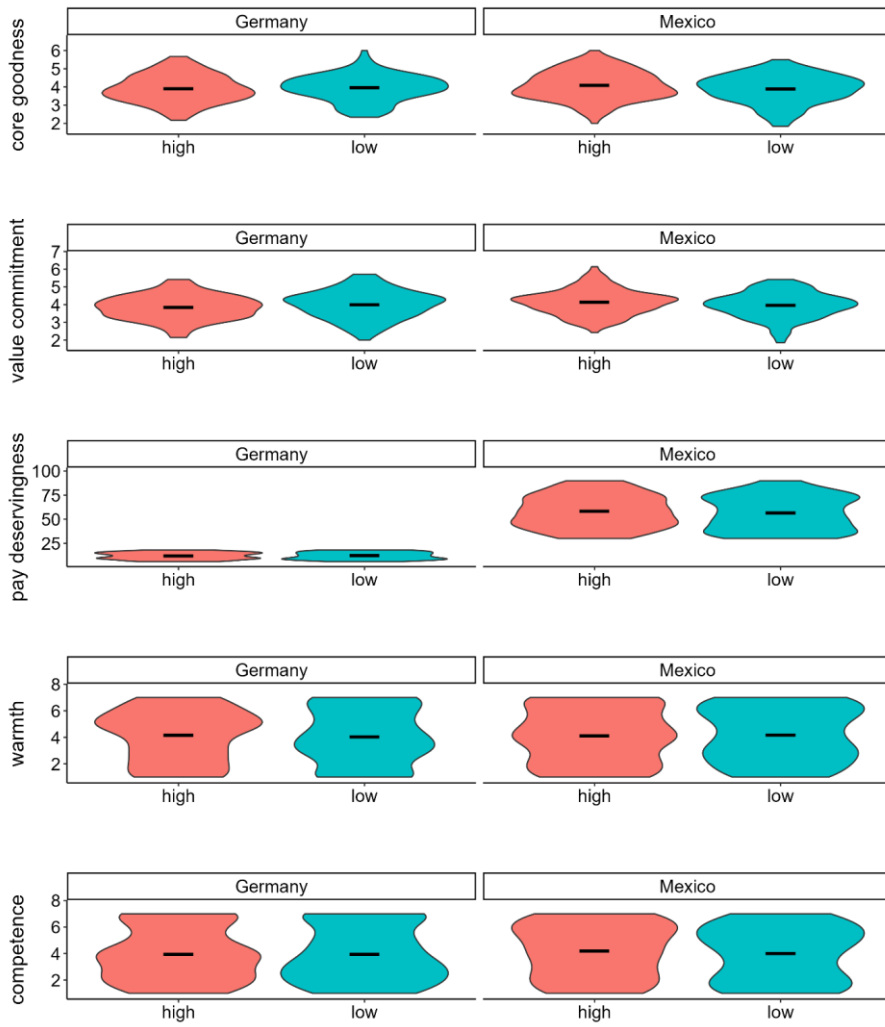 Germany Mexico
core goodness
6
5
4
3
2
high low high low
Germany Mexico
value commitment
7
6
5
4
3
2
high low high low
Germany Mexico
pay deservingness
100
75
50
25
high low high low
Germany Mexico
warmth
8
6
4
2
high low high low
Germany Mexico
competence
8
6
4
2
high low high low